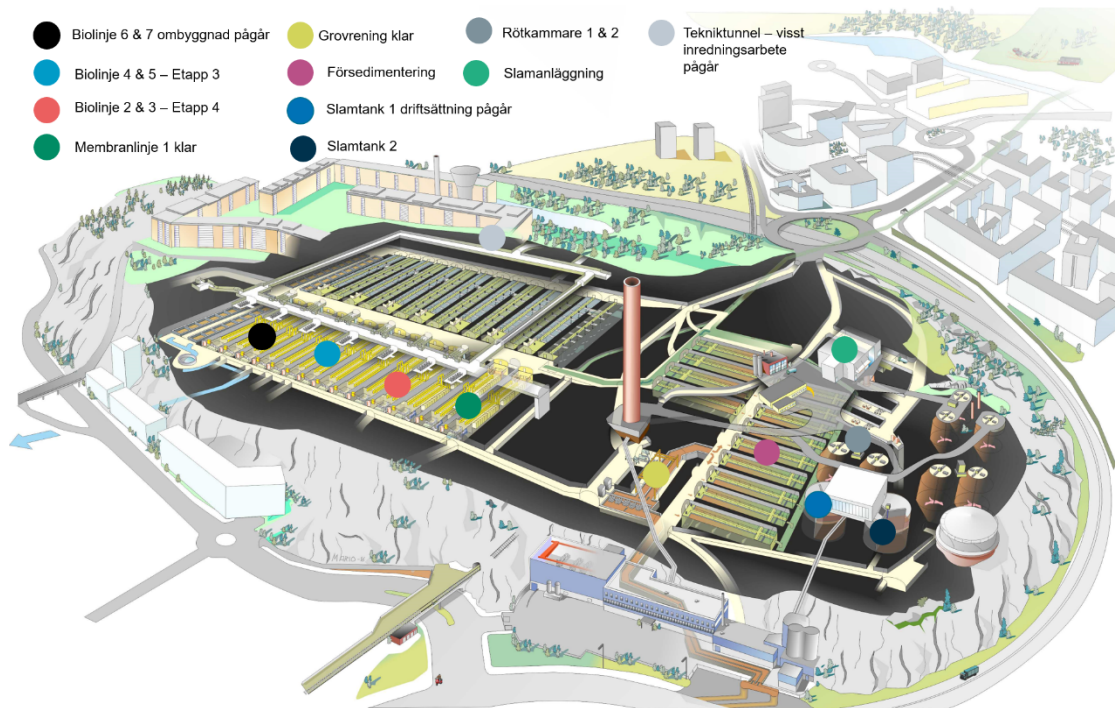 Biolinje 6 & 7 ombyggnad pågår
Biolinje 4 & 5 – Etapp 3
Biolinje 2 & 3 – Etapp 4
Membranlinje 1 klar
Grovrening klar
Försedimentering
Slamtank 1 driftsättning pågår
Slamtank 2
Rötkammare 1 & 2
Slamanläggning
Tekniktunnel – visst
inredningsarbete
pågår